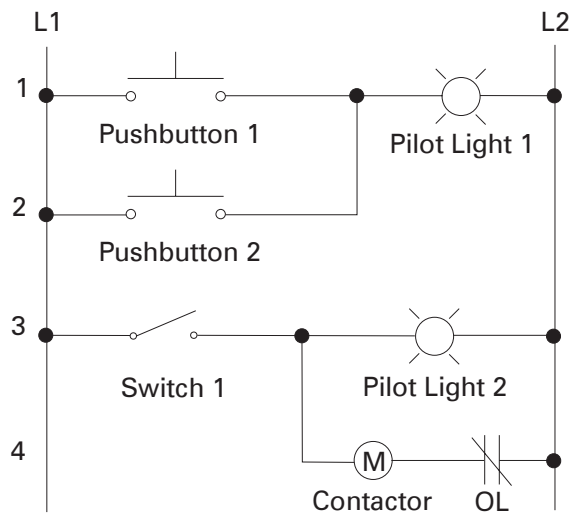 L1 L2
1
Pushbutton 1 Pilot Light 1
2
Pushbutton 2
3
Switch 1 Pilot Light 2
4 M
Contactor OL